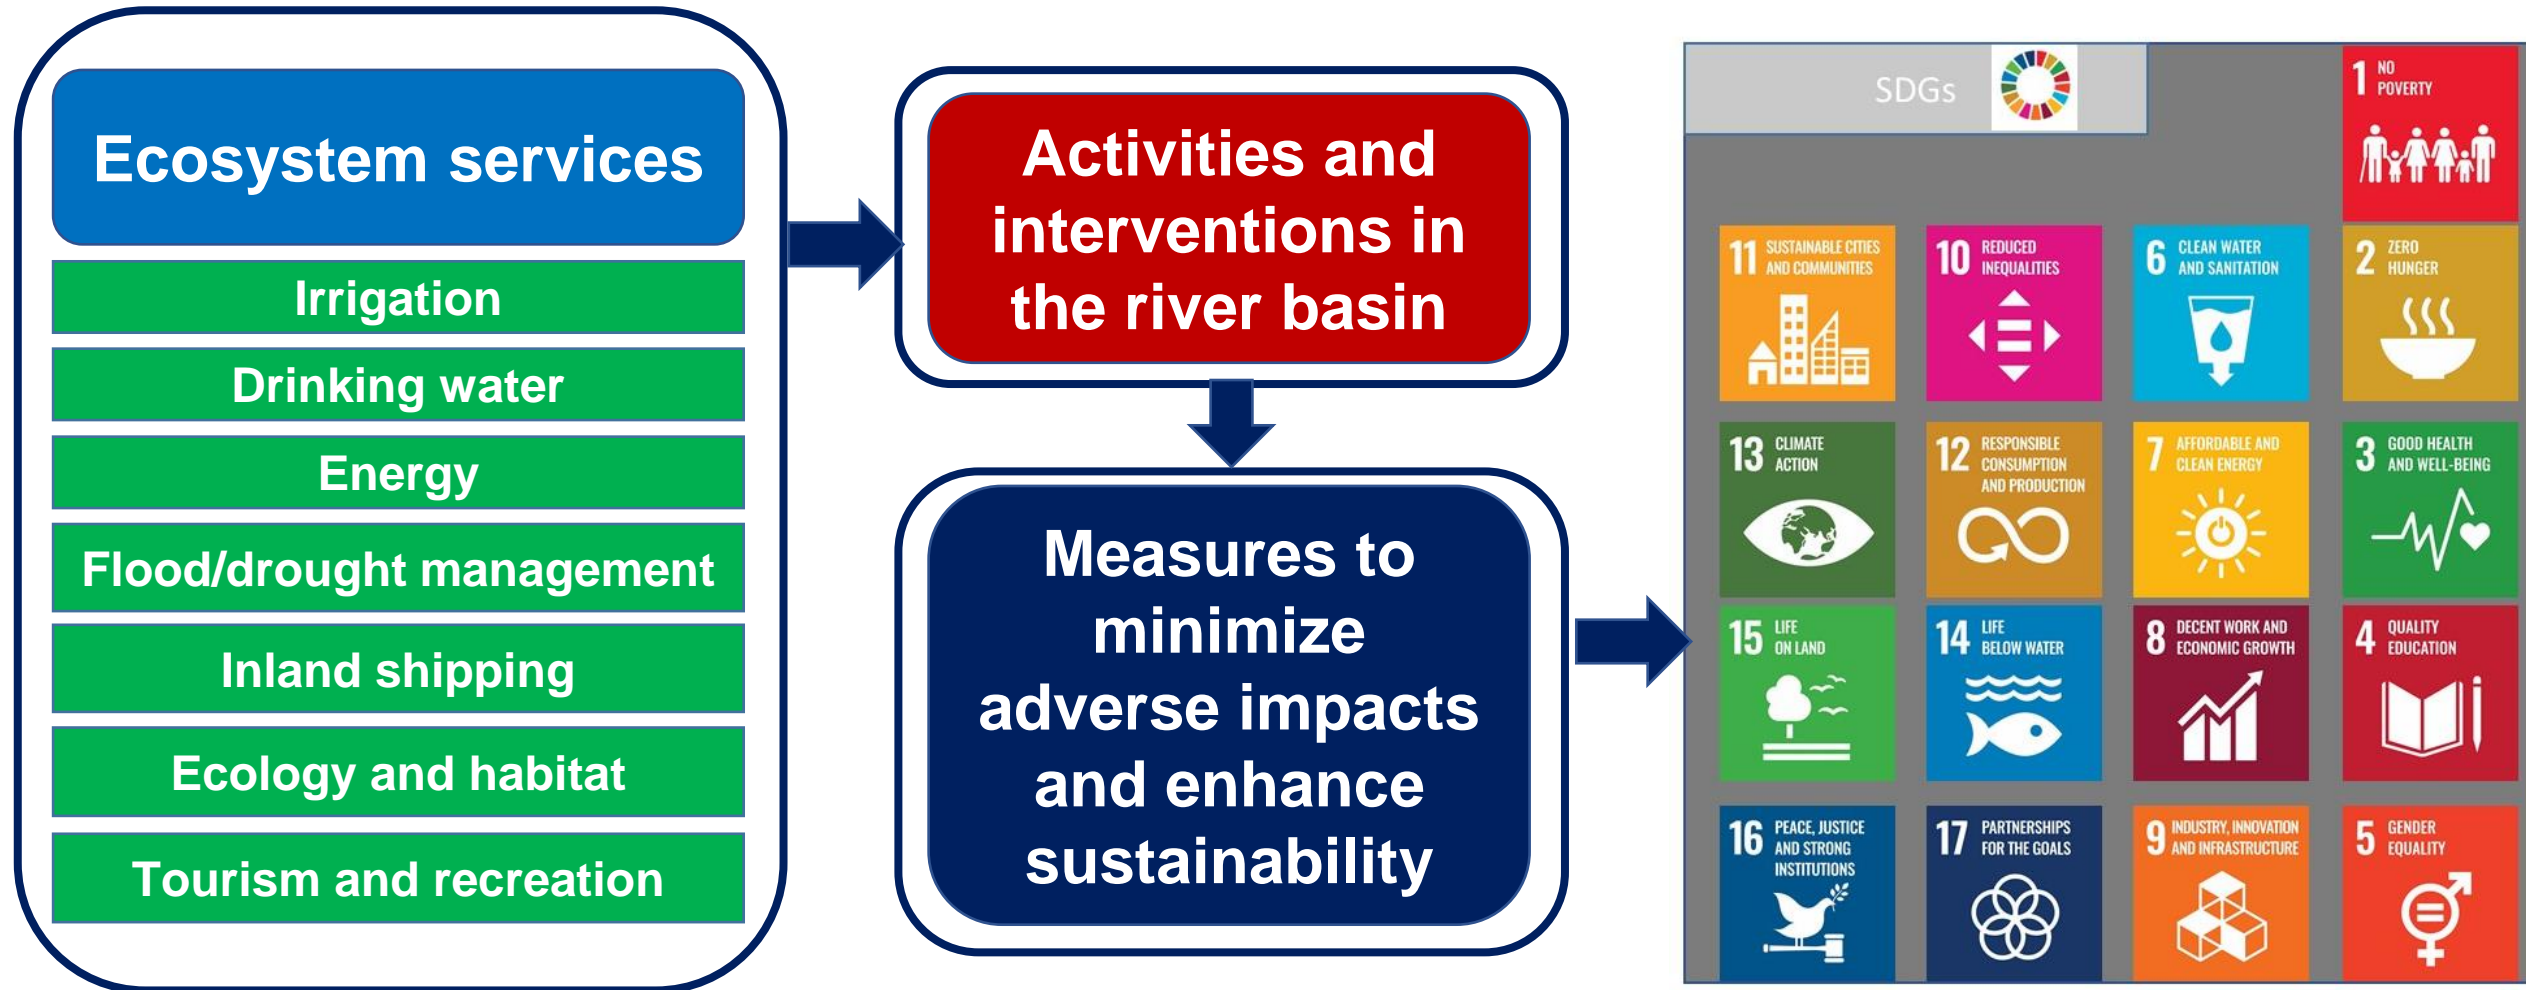 Ecosystem services
Irrigation
Drinking water
Energy
Flood/drought management
Inland shipping
Ecology and habitat
Tourism and recreation
Activities and
interventions in
the river basin
Measures to
minimize
adverse impacts
and enhance
sustainability
SDGs
1 NO
POVERTY
11 SUSTAINABLE CITIES
AND COMMUNITIES
10 REDUCED
INEQUALITIES
6 CLEAN WATER
AND SANITATION
2 ZERO
HUNGER
13 CLIMATE
ACTION
12 RESPONSIBLE
CONSUMPTION
AND PRODUCTION
7 AFFORDABLE AND
CLEAN ENERGY
3 GOOD HEALTH
AND WELL-BEING
15 LIFE
ON LAND
14 LIFE
BELOW WATER
8 DECENT WORK AND
ECONOMIC GROWTH
4 QUALITY
EDUCATION
16 PEACE, JUSTICE
AND STRONG
INSTITUTIONS
17 PARTNERSHIPS
FOR THE GOALS
9 INDUSTRY, INNOVATION
AND INFRASTRUCTURE
5 GENDER
EQUALITY